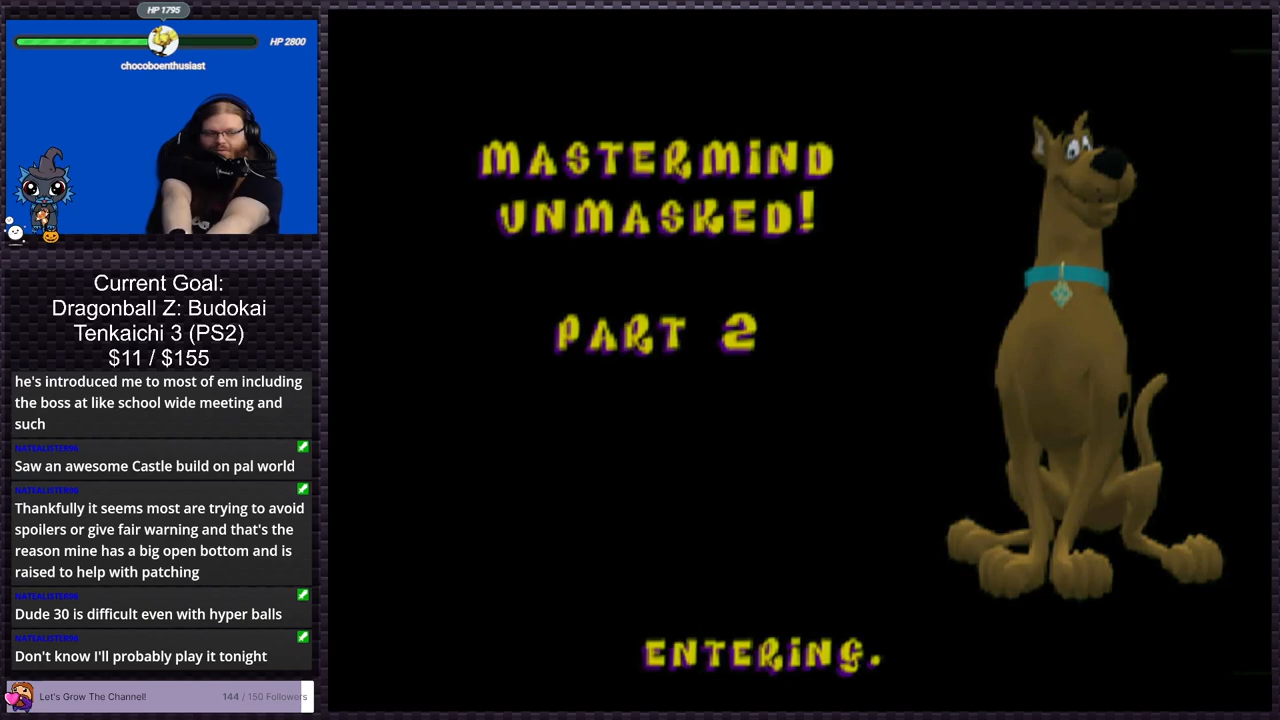 HP 1795
HP 2800
chocoboenthusiast
Current Goal:
Dragonball Z: Budokai
Tenkaichi 3 (PS2)
$11 / $155
he's introduced me to most of em including
the boss at like school wide meeting and
such
NATEALISTER96
Saw an awesome Castle build on pal world
NATEALISTER96
Thankfully it seems most are trying to avoid
spoilers or give fair warning and that's the
reason mine has a big open bottom and is
raised to help with patching
NATEALISTER96
Dude 30 is difficult even with hyper balls
NATEALISTER96
Don't know I'll probably play it tonight
Let's Grow The Channel!
144 / 150 Followers
MASTERMIND
UNMASKED!
PART 2
ENTERING.